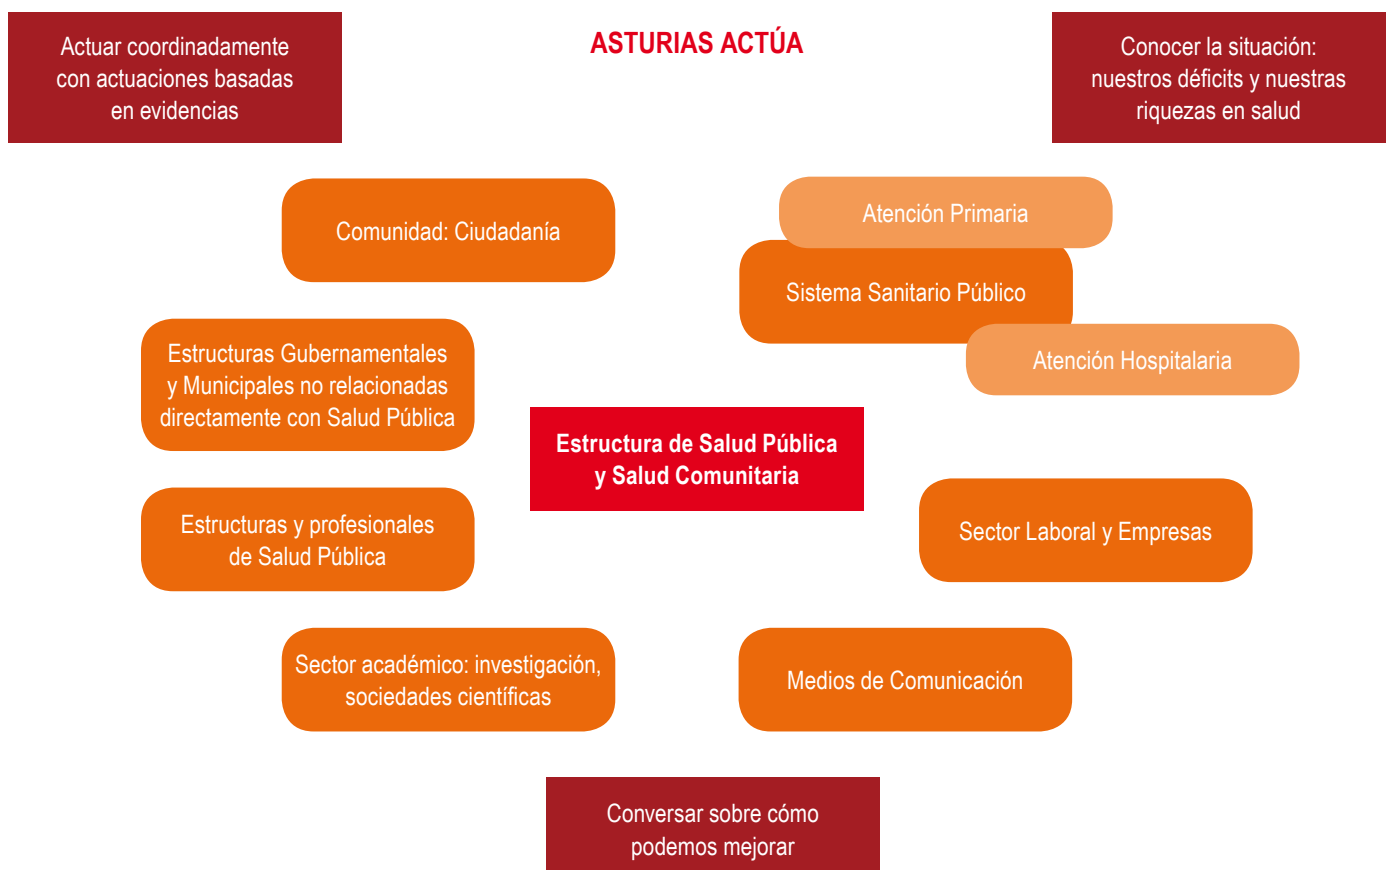 ASTURIAS ACTÚA
Actuar coordinadamente
con actuaciones basadas
en evidencias
Conocer la situación:
nuestros déficits y nuestras
riquezas en salud
Comunidad: Ciudadanía
Atención Primaria
Sistema Sanitario Público
Atención Hospitalaria
Estructuras Gubernamentales
y Municipales no relacionadas
directamente con Salud Pública
Estructura de Salud Pública
y Salud Comunitaria
Estructuras y profesionales
de Salud Pública
Sector Laboral y Empresas
Sector académico: investigación,
sociedades científicas
Medios de Comunicación
Conversar sobre cómo
podemos mejorar